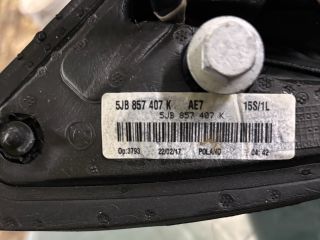 5JB 857 407 K AE7 15S/1L
5JB 857 407 K
Op:3793 22/02/17 POLAND 04:42